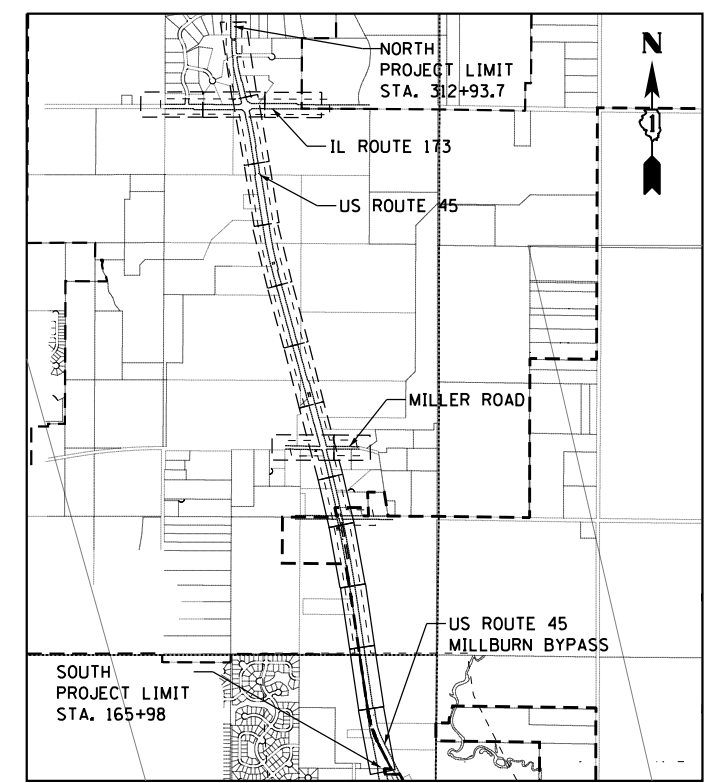 N
1
NORTH
PROJECT LIMIT
STA. 312+93.7
IL ROUTE 173
US ROUTE 45
MILLER ROAD
US ROUTE 45
MILLBURN BYPASS
SOUTH
PROJECT LIMIT
STA. 165+98